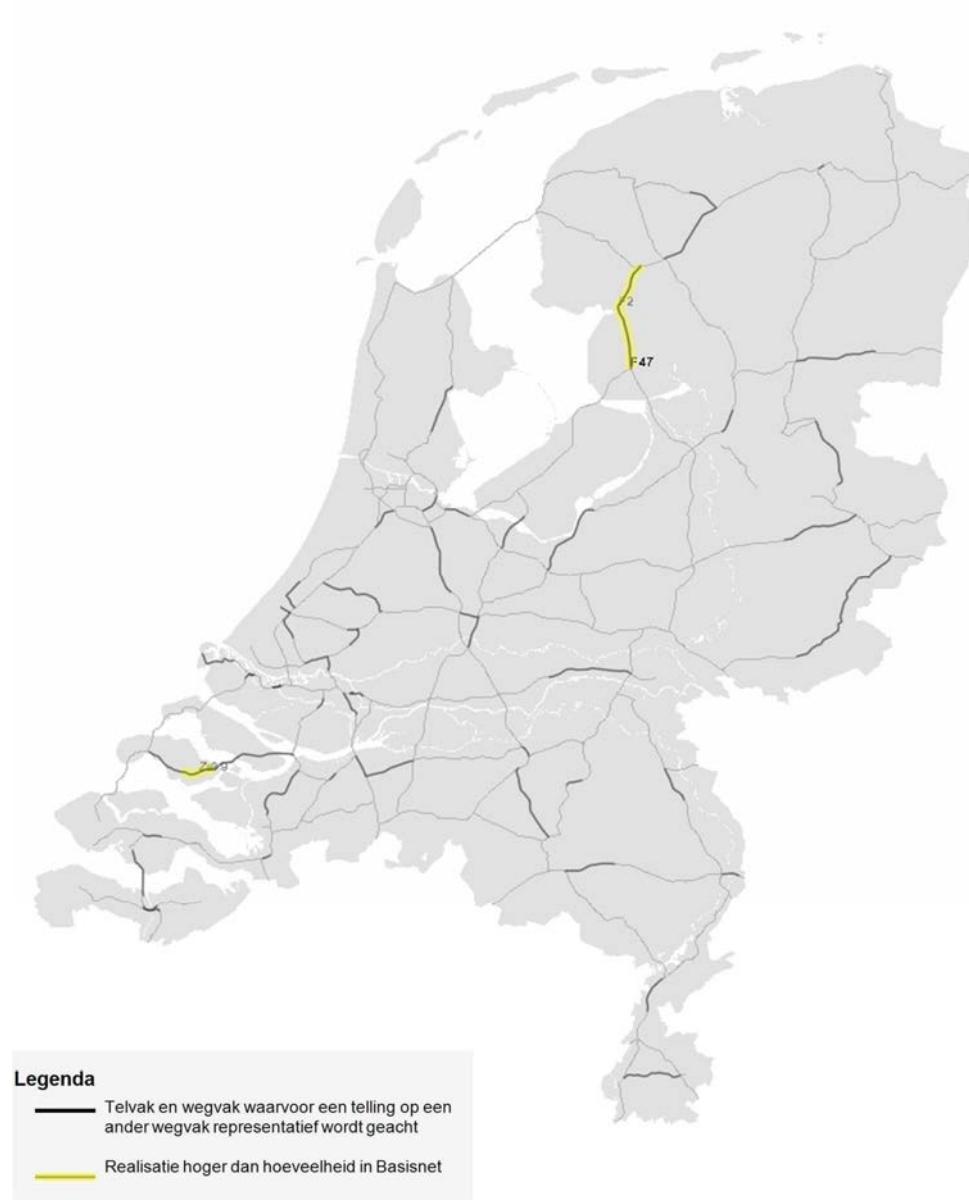 47
Legenda
Telvak en wegvak waarvoor een telling op een
ander wegvak representatief wordt geacht
Realisatie hoger dan hoeveelheid in Basisnet